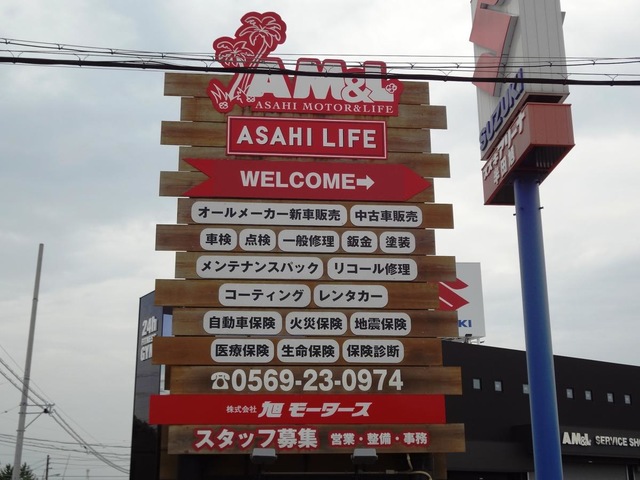 AM&L
ASAHI MOTOR&LIFE
ASAHI LIFE
WELCOME➡
オールメーカー新車販売 中古車販売
車検 点検 一般修理 鈑金 塗装
メンテナンスパック リコール修理
コーティング レンタカー
自動車保険 火災保険 地震保険
医療保険 生命保険 保険診断
☎0569-23-0974
株式会社 旭モータース
スタッフ募集 営業・整備・事務
SUZUKI
24h
GYM
KI
AM&L SERVICE SHO